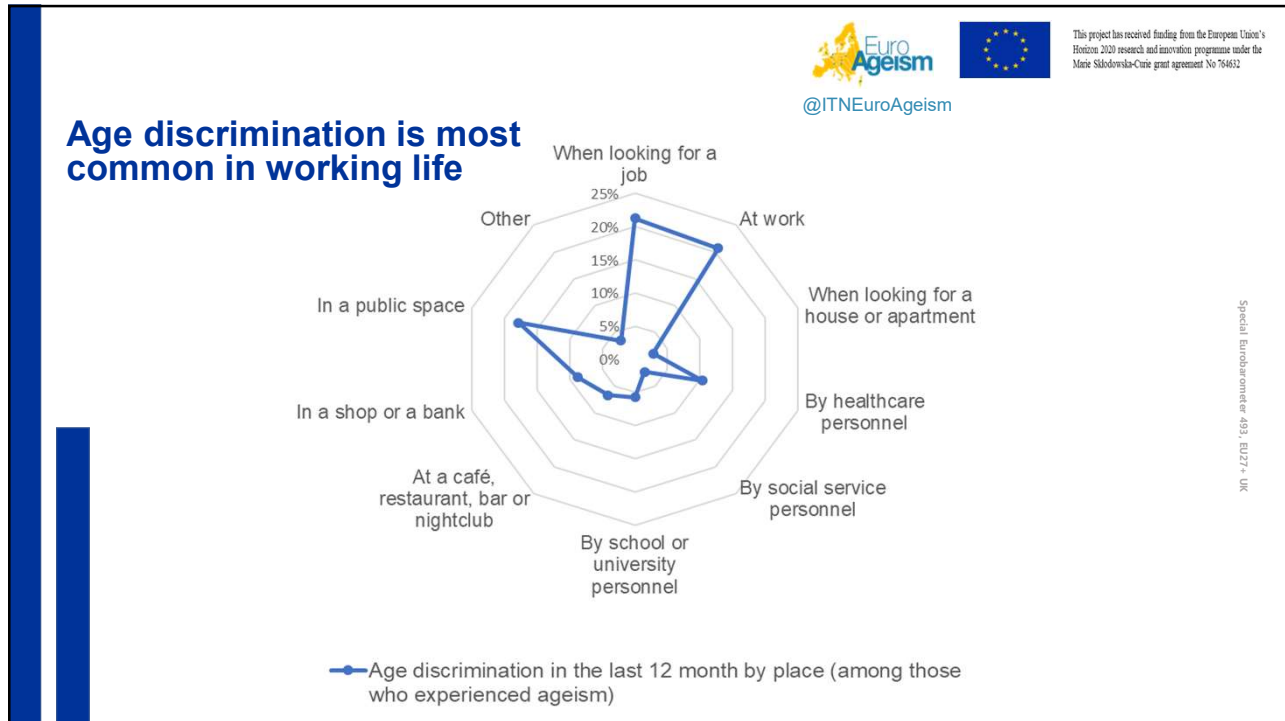 Euro
Ageism
@ITNEuroAgeism
This project has received funding from the European Union's
Horizon 2020 research and innovation programme under the
Marie Skłodowska-Curie grant agreement No 764632
Age discrimination is most
common in working life
When looking for a
job
At work
When looking for a
house or apartment
By healthcare
personnel
By social service
personnel
By school or
university
personnel
At a café,
restaurant, bar or
nightclub
In a shop or a bank
In a public space
Other
25%
20%
15%
10%
5%
0%
Age discrimination in the last 12 month by place (among those
who experienced ageism)
Special Eurobarometer 493, EU27+ UK